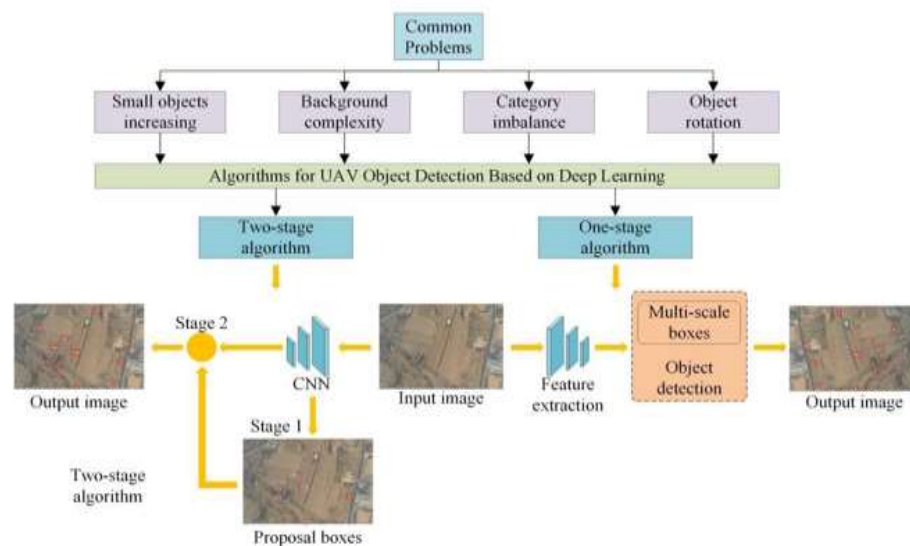 Common
Problems
Small objects
increasing
Background
complexity
Category
imbalance
Object
rotation
Algorithms for UAV Object Detection Based on Deep Learning
Two-stage
algorithm
One-stage
algorithm
Stage 2
Multi-scale
boxes
Object
detection
CNN
Output image
Input image
Feature
extraction
Output image
Stage 1
Two-stage
algorithm
Proposal boxes